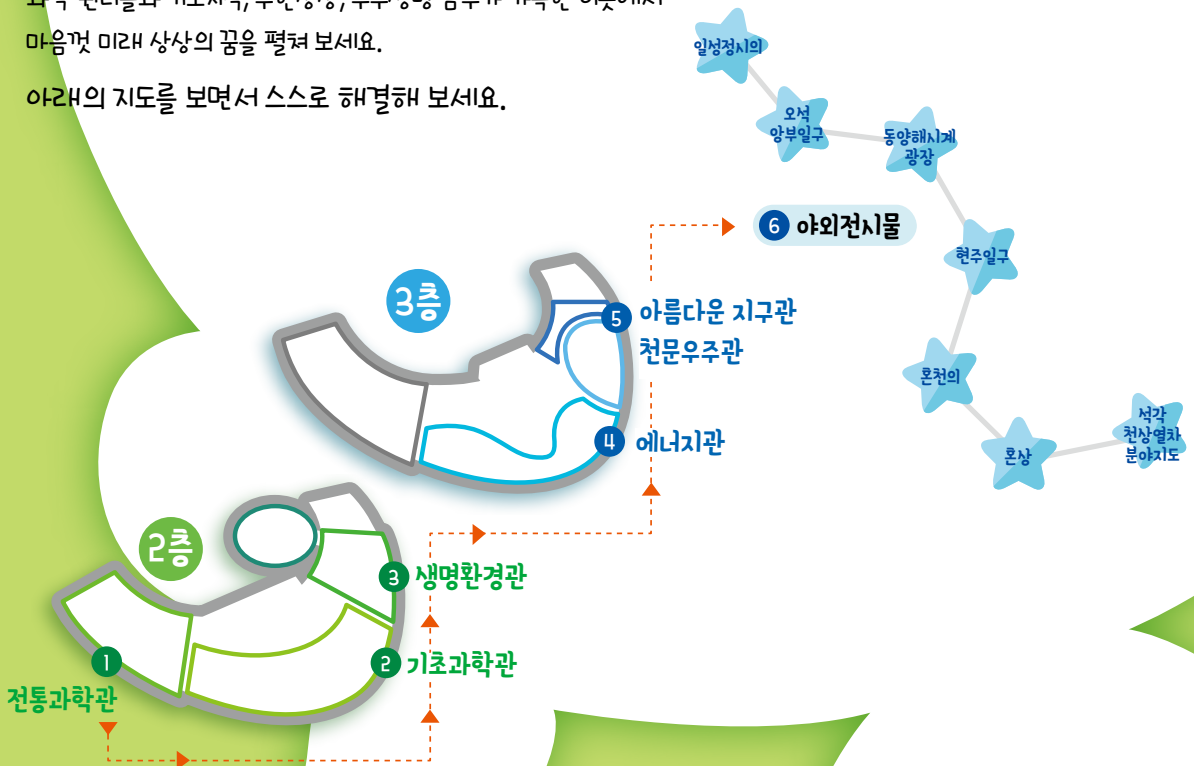 마음껏 미래 상상의 꿈을 펼쳐 보세요.
아래의 지도를 보면서 스스로 해결해 보세요.
일성정시의
오석
앙부일구
동양해시계
광장
현주일구
혼천의
혼상
석각
천상열차
분야지도
6 야외전시물
3층
5 아름다운 지구관
천문우주관
4 에너지관
2층
3 생명환경관
2 기초과학관
1
전통과학관